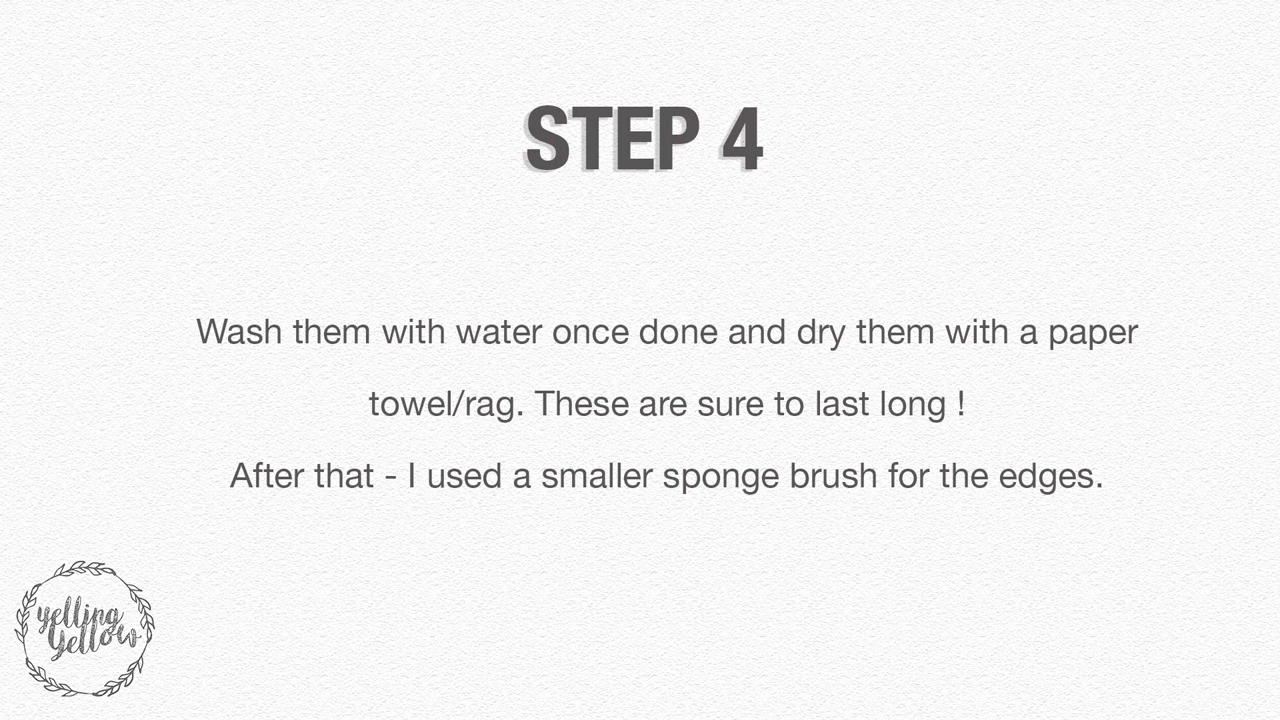 STEP 4
Wash them with water once done and dry them with a paper
towel/rag. These are sure to last long !
After that - I used a smaller sponge brush for the edges.
yelling
yellow